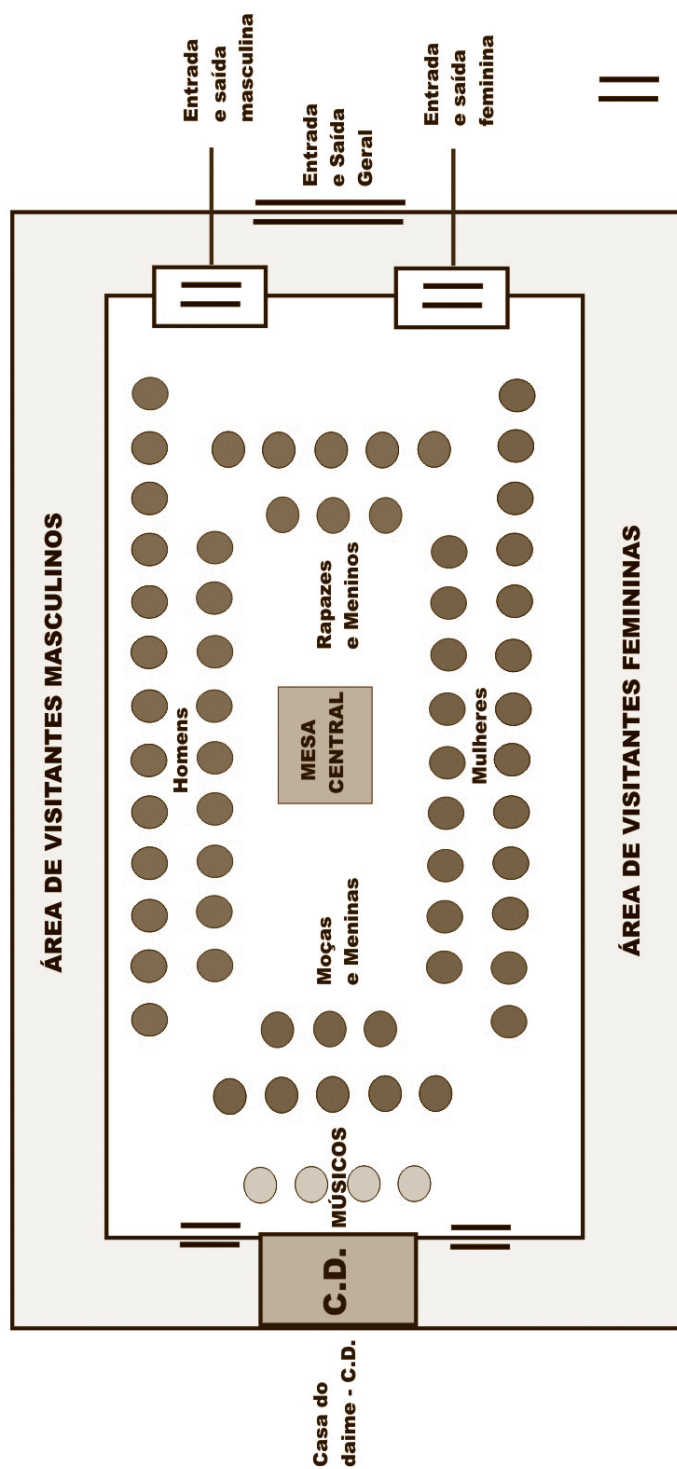 ÁREA DE VISITANTES MASCULINOS
Entrada
e saída
masculina
Homens
Casa do
daime - C.D.
C.D.
MÚSICOS
Moças
e Meninas
MESA
CENTRAL
Rapazes
e Meninos
Entrada
e Saída
Geral
Mulheres
Entrada
e saída
feminina
ÁREA DE VISITANTES FEMININAS